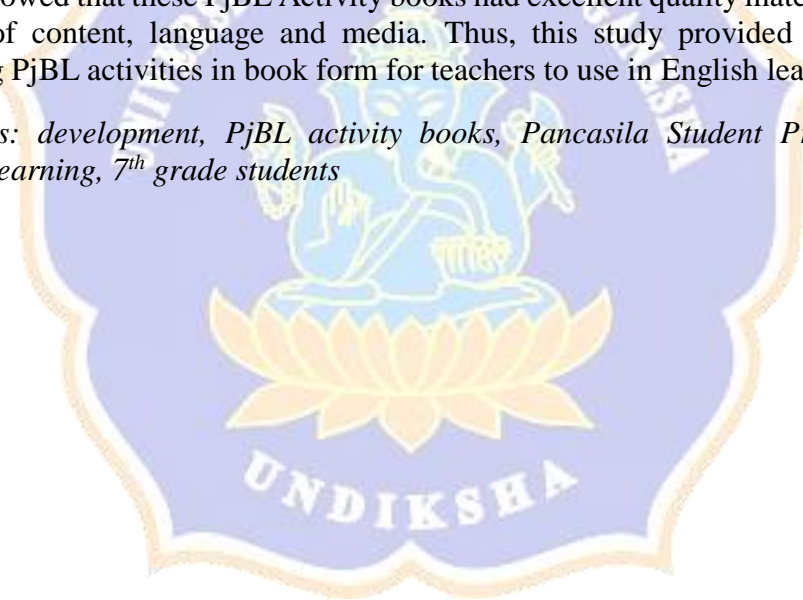 owed that these PjBL Activity books had excellent quality mate
of content, language and media. Thus, this study provided
g PjBL activities in book form for teachers to use in English lea
s: development, PjBL activity books, Pancasila Student P
earning, 7th grade students
UNDIKSHA